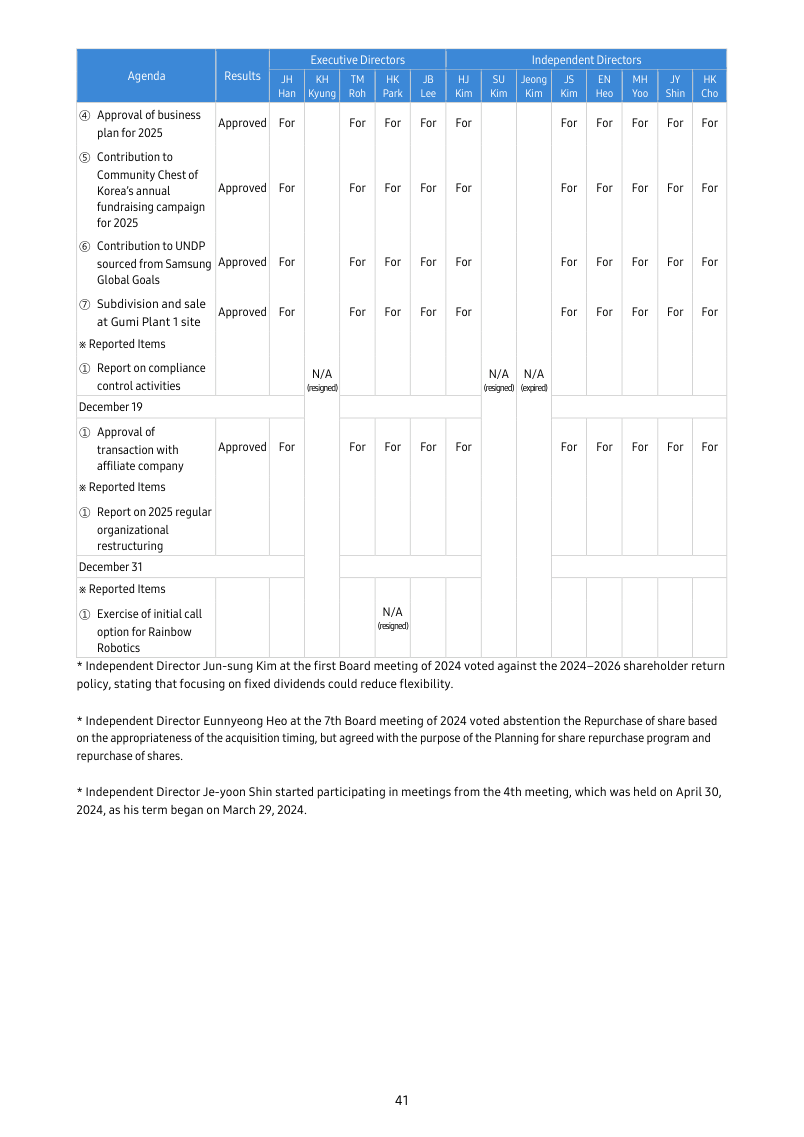 Agenda Results Executive Directors Independent Directors
JH Han KH Kyung TM Roh HK Park JB Lee HJ Kim SU Kim Jeong Kim JS Kim EN Heo MH Yoo JY Shin HK Cho
④ Approval of business
plan for 2025
Approved For For For For For For For For For For
⑤ Contribution to
Community Chest of
Korea’s annual
fundraising campaign
for 2025
Approved For For For For For For For For For For
⑥ Contribution to UNDP
sourced from Samsung
Global Goals
Approved For For For For For For For For For For
⑦ Subdivision and sale
at Gumi Plant 1 site
Approved For For For For For For For For For For
※ Reported Items
① Report on compliance
control activities
N/A (resigned) N/A (resigned) N/A (expired)
December 19
① Approval of
transaction with
affiliate company
Approved For For For For For For For For For For
※ Reported Items
① Report on 2025 regular
organizational
restructuring
December 31
※ Reported Items
① Exercise of initial call
option for Rainbow
Robotics
N/A (resigned)
* Independent Director Jun-sung Kim at the first Board meeting of 2024 voted against the 2024–2026 shareholder return
policy, stating that focusing on fixed dividends could reduce flexibility.
* Independent Director Eunnyeong Heo at the 7th Board meeting of 2024 voted abstention the Repurchase of share based
on the appropriateness of the acquisition timing, but agreed with the purpose of the Planning for share repurchase program and
repurchase of shares.
* Independent Director Je-yoon Shin started participating in meetings from the 4th meeting, which was held on April 30,
2024, as his term began on March 29, 2024.
41